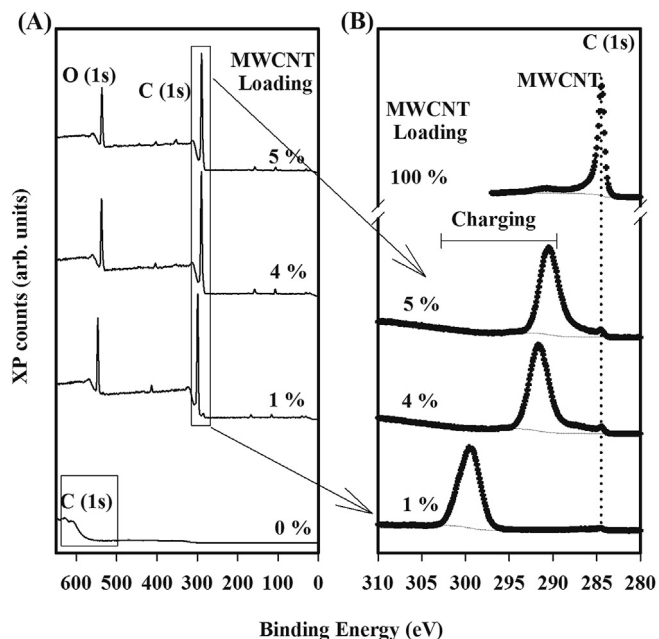 (A)
(B)
C (1s)
O (1s)
C (1s)
MWCNT
Loading
5 %
4 %
1 %
C (1s)
0 %
MWCNT
MWCNT
Loading
100 %
Charging
5 %
4 %
1 %
XP counts (arb. units)
600 500 400 300 200 100 0
310 305 300 295 290 285 280
Binding Energy (eV)